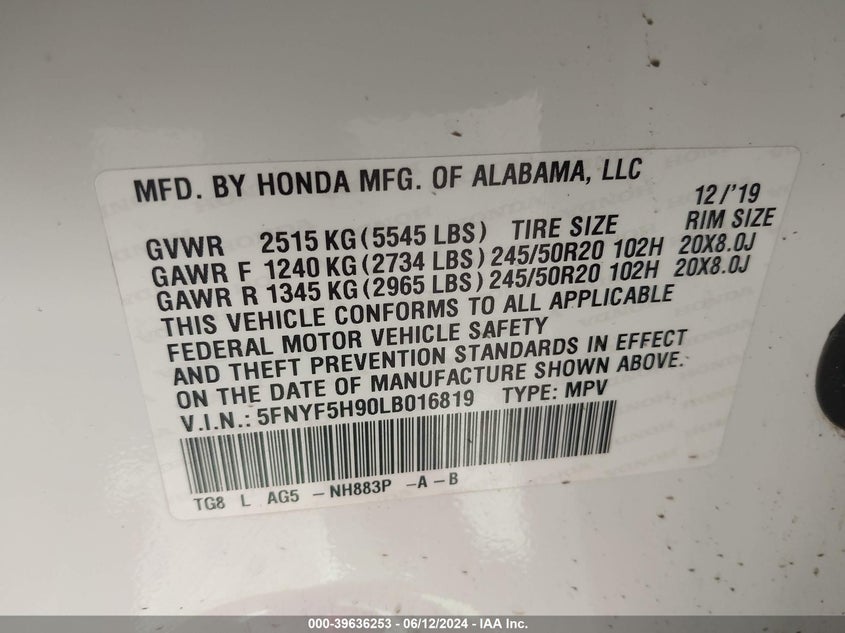 MFD. BY HONDA MFG. OF ALABAMA, LLC
12/'19
GVWR 2515 KG (5545 LBS) TIRE SIZE RIM SIZE
GAWR F 1240 KG (2734 LBS) 245/50R20 102H 20X8.0J
GAWR R 1345 KG (2965 LBS) 245/50R20 102H 20X8.0J
THIS VEHICLE CONFORMS TO ALL APPLICABLE
FEDERAL MOTOR VEHICLE SAFETY
AND THEFT PREVENTION STANDARDS IN EFFECT
ON THE DATE OF MANUFACTURE SHOWN ABOVE.
V.I.N.: 5FNYF5H90LB016819 TYPE: MPV
TG8 L AG5 -NH883P -A-B
000-39636253 - 06/12/2024 - IAA Inc.